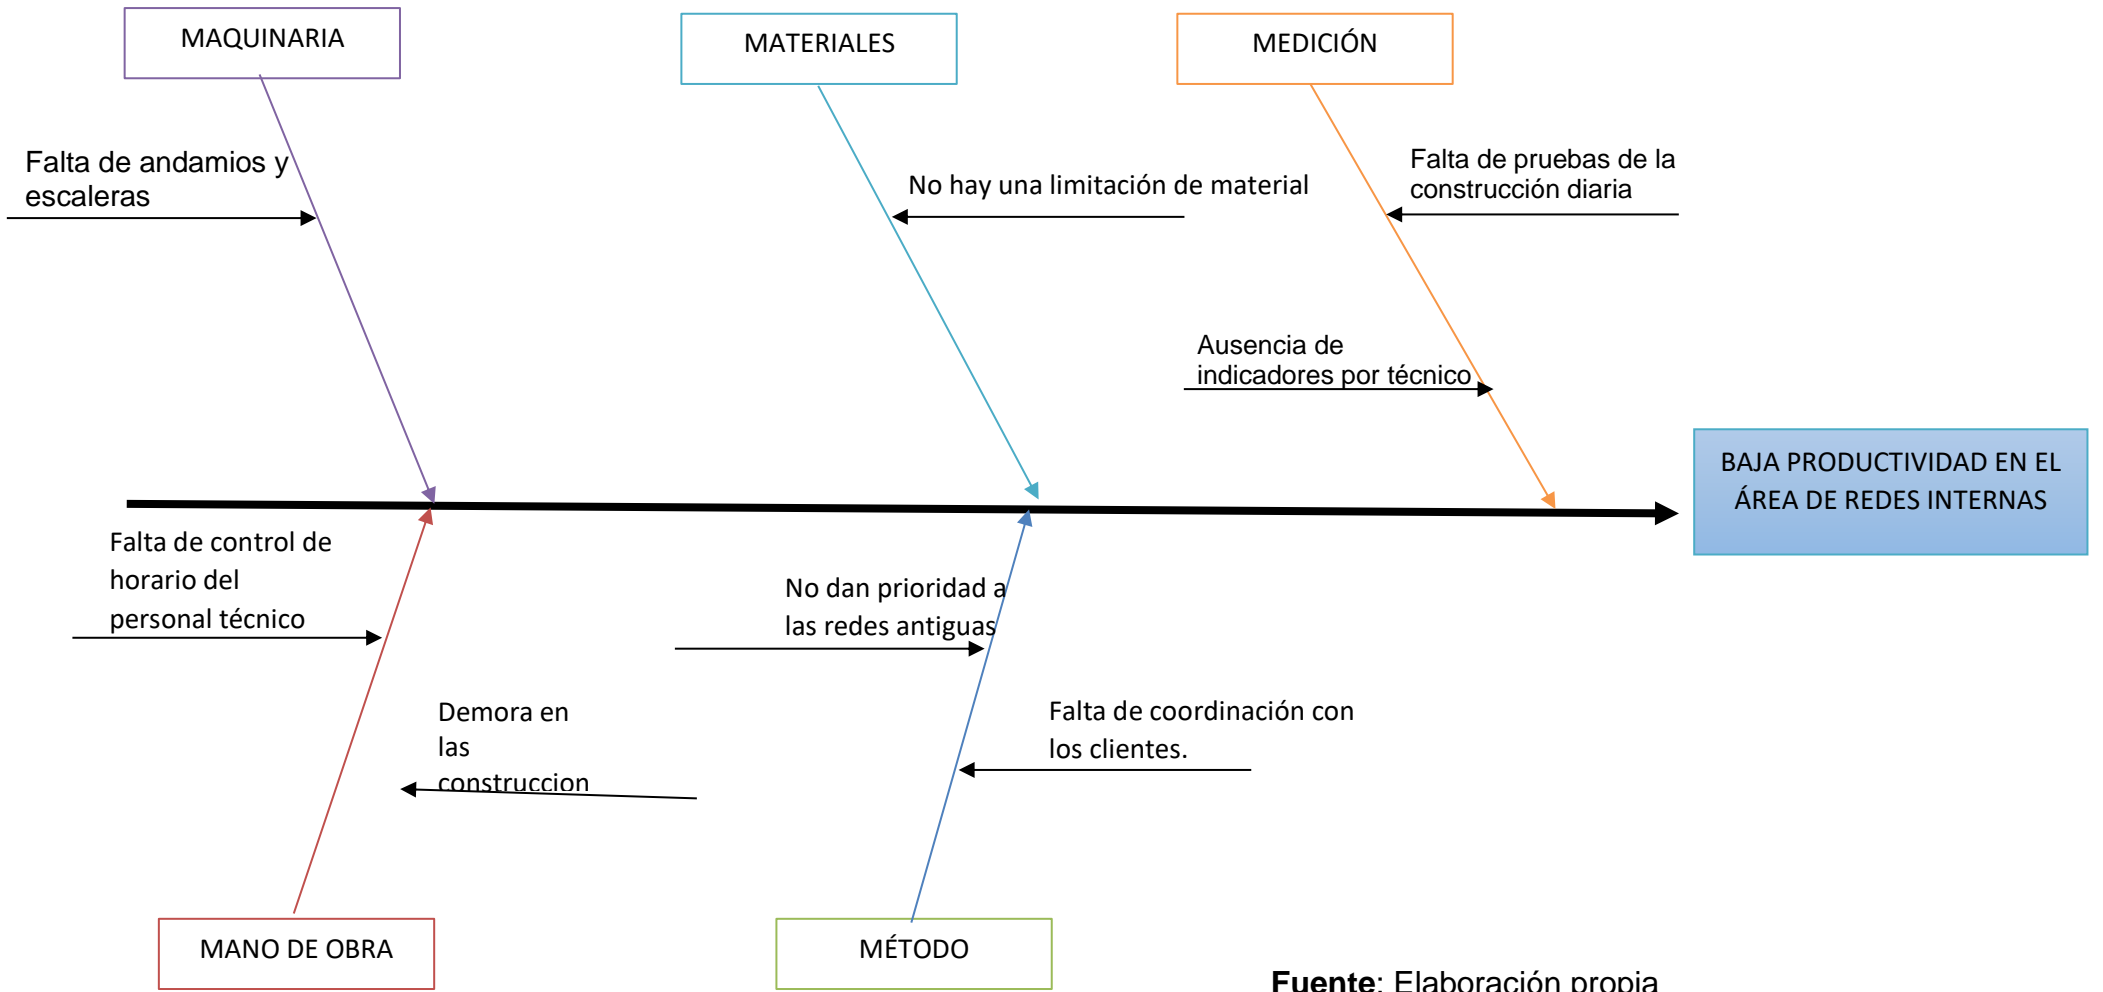 MAQUINARIA
MATERIALES
MEDICIÓN
Falta de andamios y
escaleras
No hay una limitación de material
Falta de pruebas de la
construcción diaria
Ausencia de
indicadores por técnico
BAJA PRODUCTIVIDAD EN EL
ÁREA DE REDES INTERNAS
Falta de control de
horario del
personal técnico
No dan prioridad a
las redes antiguas
Demora en
las
construccion
Falta de coordinación con
los clientes.
MANO DE OBRA
MÉTODO
Fuente: Elaboración propia